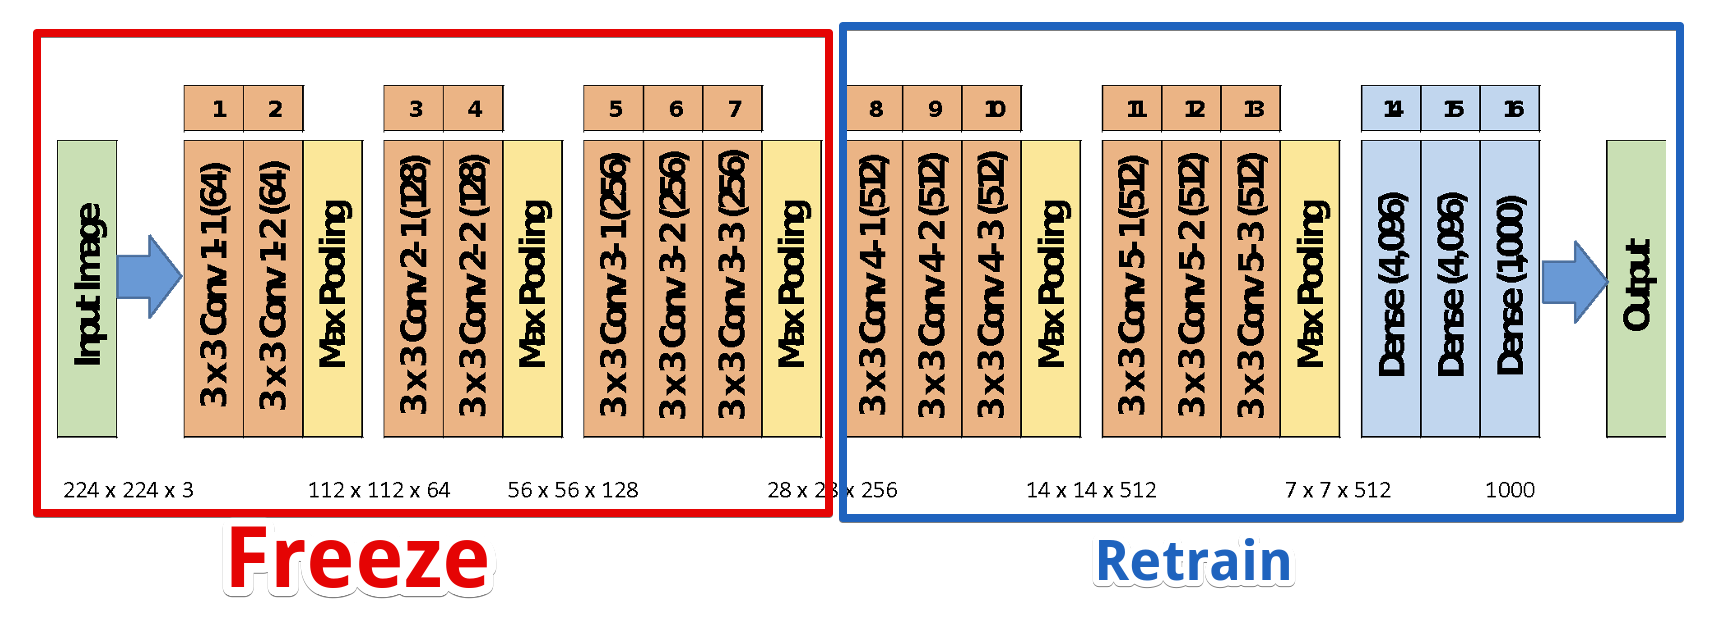 1 2 3 4 5 6 7 8 9 10 11 12 13 14 15 16
Input Image
3 x 3 Conv 1-1 (64)
3 x 3 Conv 1-2 (64)
Max Pooling
3 x 3 Conv 2-1 (128)
3 x 3 Conv 2-2 (128)
Max Pooling
3 x 3 Conv 3-1 (256)
3 x 3 Conv 3-2 (256)
3 x 3 Conv 3-3 (256)
Max Pooling
3 x 3 Conv 4-1 (512)
3 x 3 Conv 4-2 (512)
3 x 3 Conv 4-3 (512)
Max Pooling
3 x 3 Conv 5-1 (512)
3 x 3 Conv 5-2 (512)
3 x 3 Conv 5-3 (512)
Max Pooling
Dense (4,096)
Dense (4,096)
Dense (1,000)
Output
224 x 224 x 3
112 x 112 x 64
56 x 56 x 128
28 x 28 x 256
14 x 14 x 512
7 x 7 x 512
1000
Freeze
Retrain